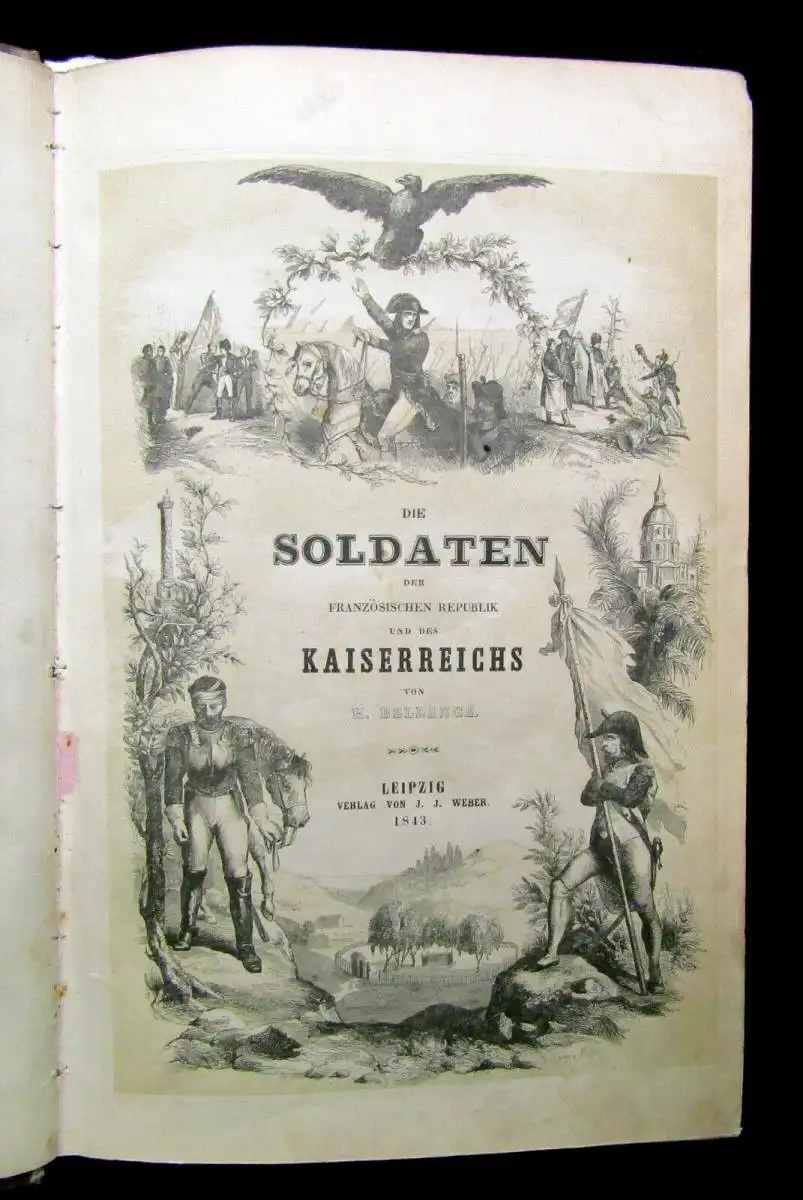 DIE
SOLDATEN
DER
FRANZÖSISCHEN REPUBLIK
UND DES
KAISERREICHS
VON
H. BELLANGÉ.
LEIPZIG
VERLAG VON J. J. WEBER.
1843.